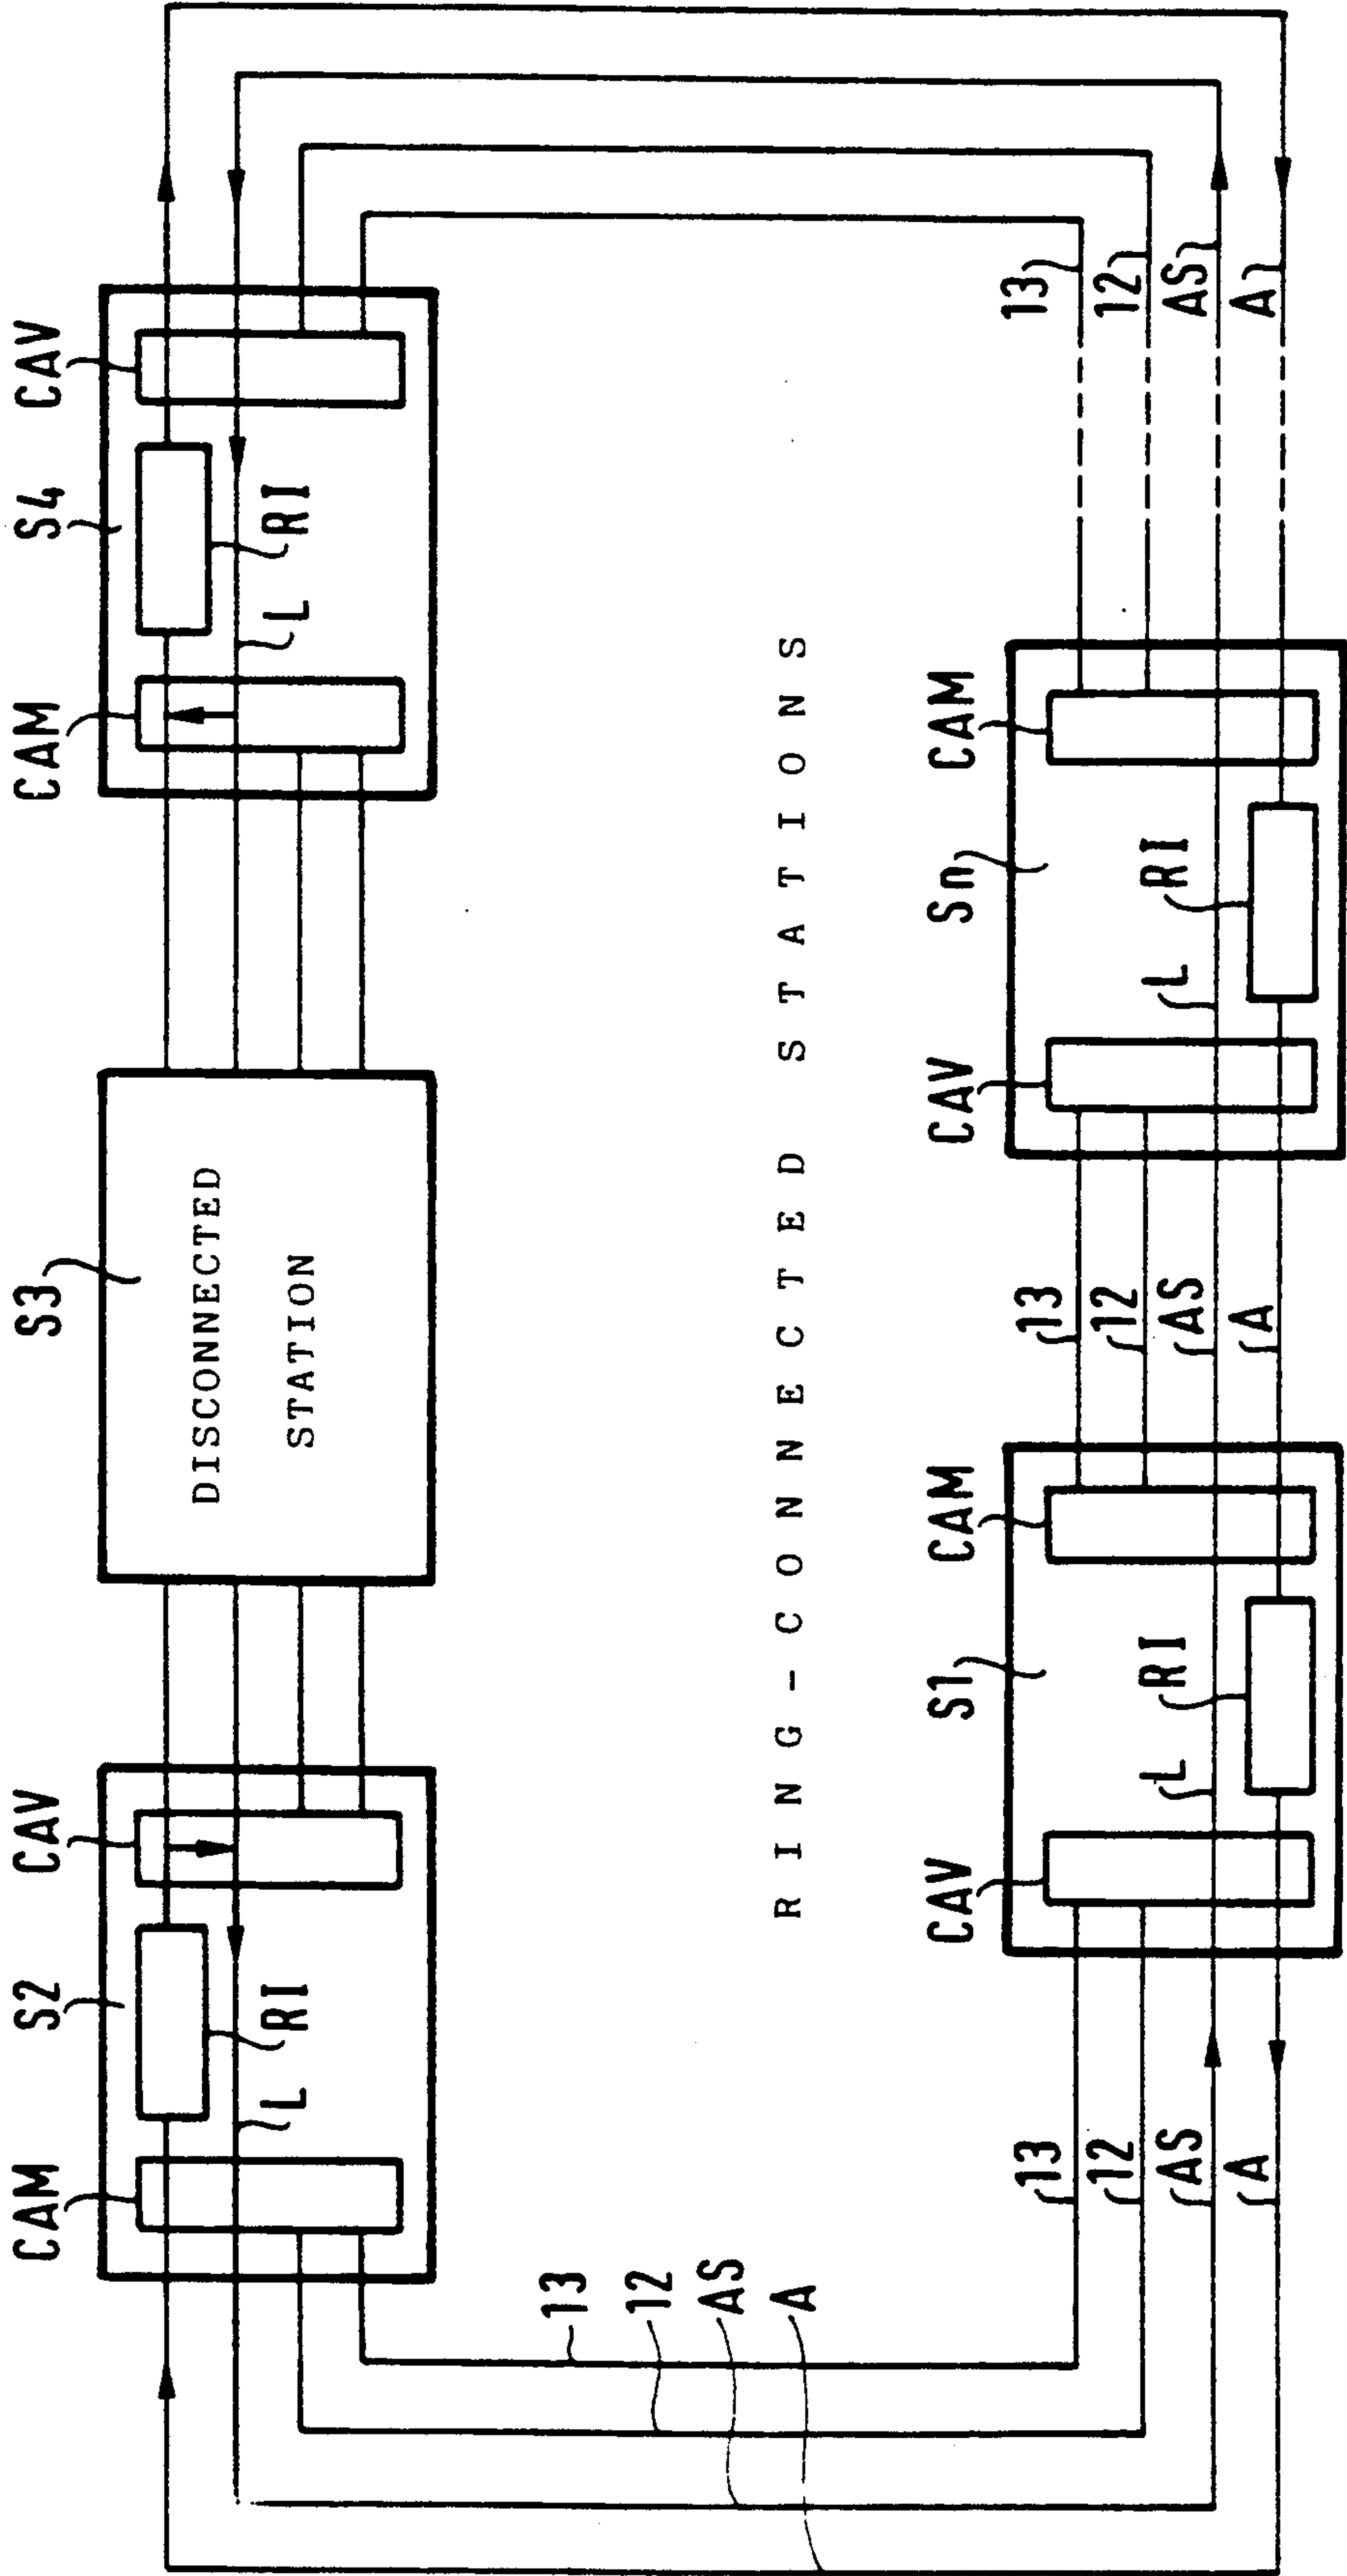 CAM
S2
CAV
S3
CAM
S4
CAV
L
RI
DISCONNECTED
STATION
L
RI
13
12
AS
A
RING-CONNECTED STATIONS
13
12
AS
A
CAV
S1
CAM
L
RI
13
12
AS
A
CAV
Sn
CAM
L
RI
13
12
AS
A